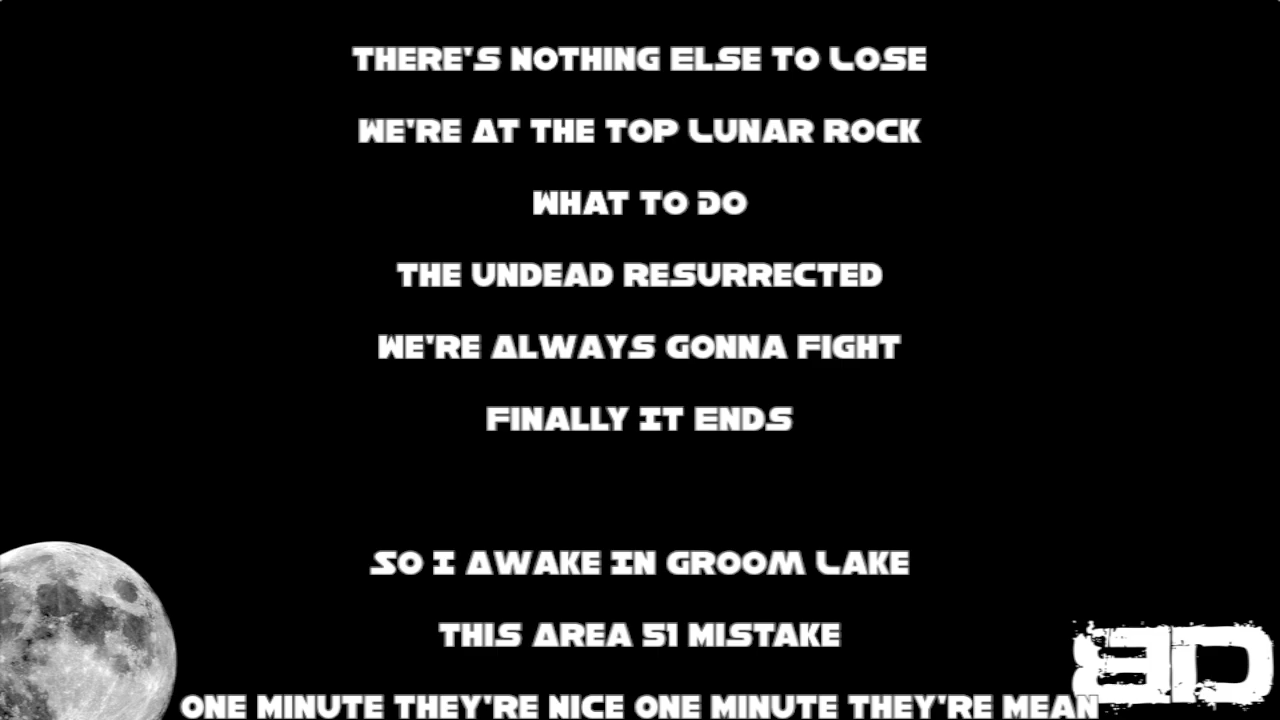 THERE'S NOTHING ELSE TO LOSE
WE'RE AT THE TOP LUNAR ROCK
WHAT TO DO
THE UNDEAD RESURRECTED
WE'RE ALWAYS GONNA FIGHT
FINALLY IT ENDS
SO I AWAKE IN GROOM LAKE
THIS AREA 51 MISTAKE
ONE MINUTE THEY'RE NICE ONE MINUTE THEY'RE MEAN
BD